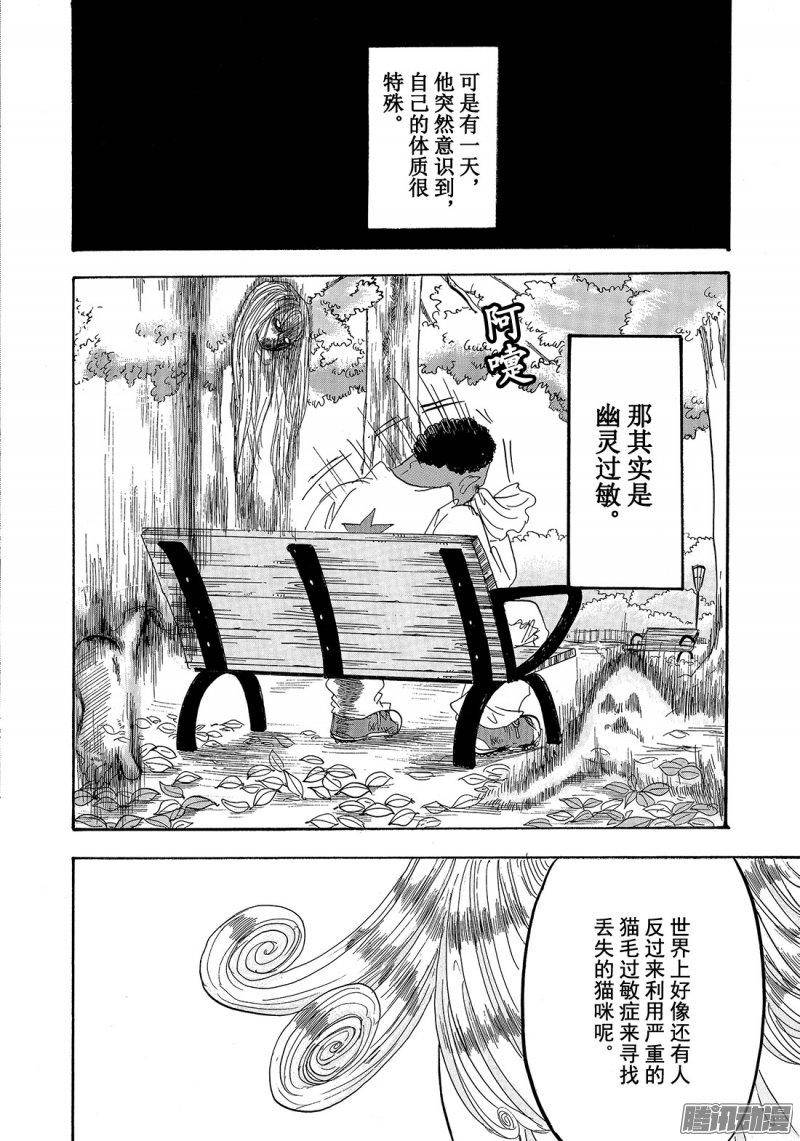 可是有一天，
他突然意识到，
自己的体质很
特殊。
阿嚏
那其实是
幽灵过敏。
世界上好像还有人
反过来利用严重的
猫毛过敏症来寻找
丢失的猫咪呢。
腾讯动漫